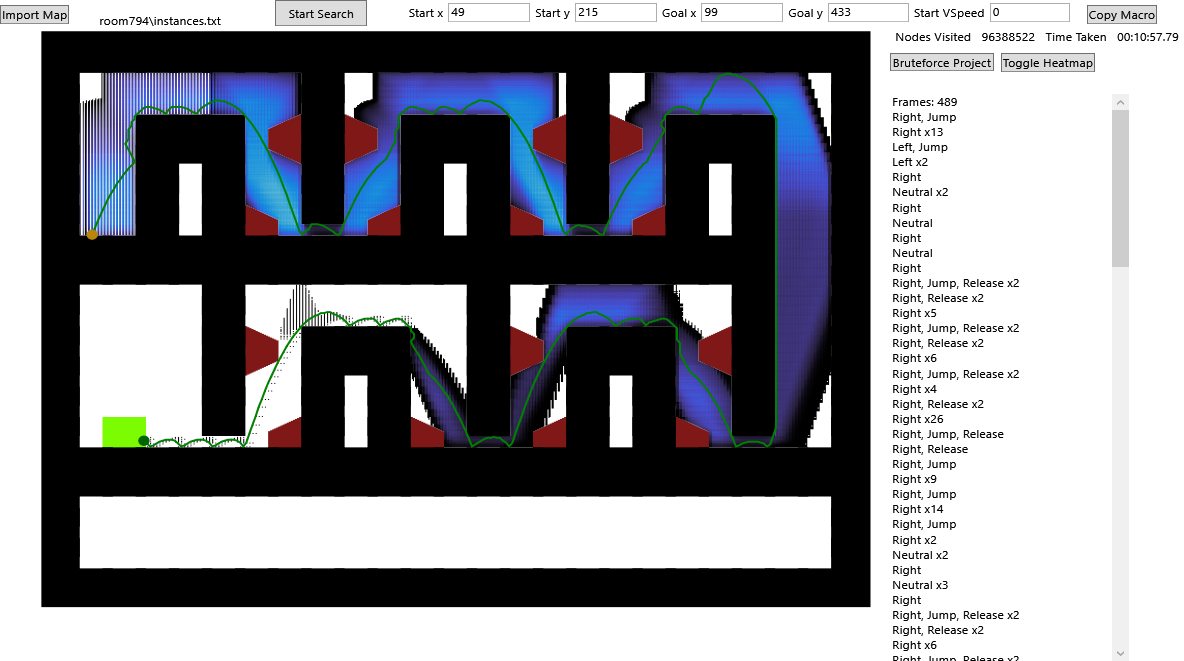 Import Map
room794\instances.txt
Start Search
Start x 49 Start y 215 Goal x 99 Goal y 433 Start VSpeed 0
Copy Macro
Nodes Visited 96388522 Time Taken 00:10:57.79
Bruteforce Project Toggle Heatmap
Frames: 489
Right, Jump
Right x13
Left, Jump
Left x2
Right
Neutral x2
Right
Neutral
Right
Neutral
Right
Right, Jump, Release x2
Right, Release x2
Right x5
Right, Jump, Release x2
Right, Release x2
Right x6
Right, Jump, Release x2
Right x4
Right, Release x2
Right x26
Right, Jump, Release
Right, Release
Right, Jump
Right x9
Right, Jump
Right x14
Right, Jump
Right x2
Neutral x2
Right
Neutral x3
Right
Right, Jump, Release x2
Right, Release x2
Right x6
Right, Jump, Release x2